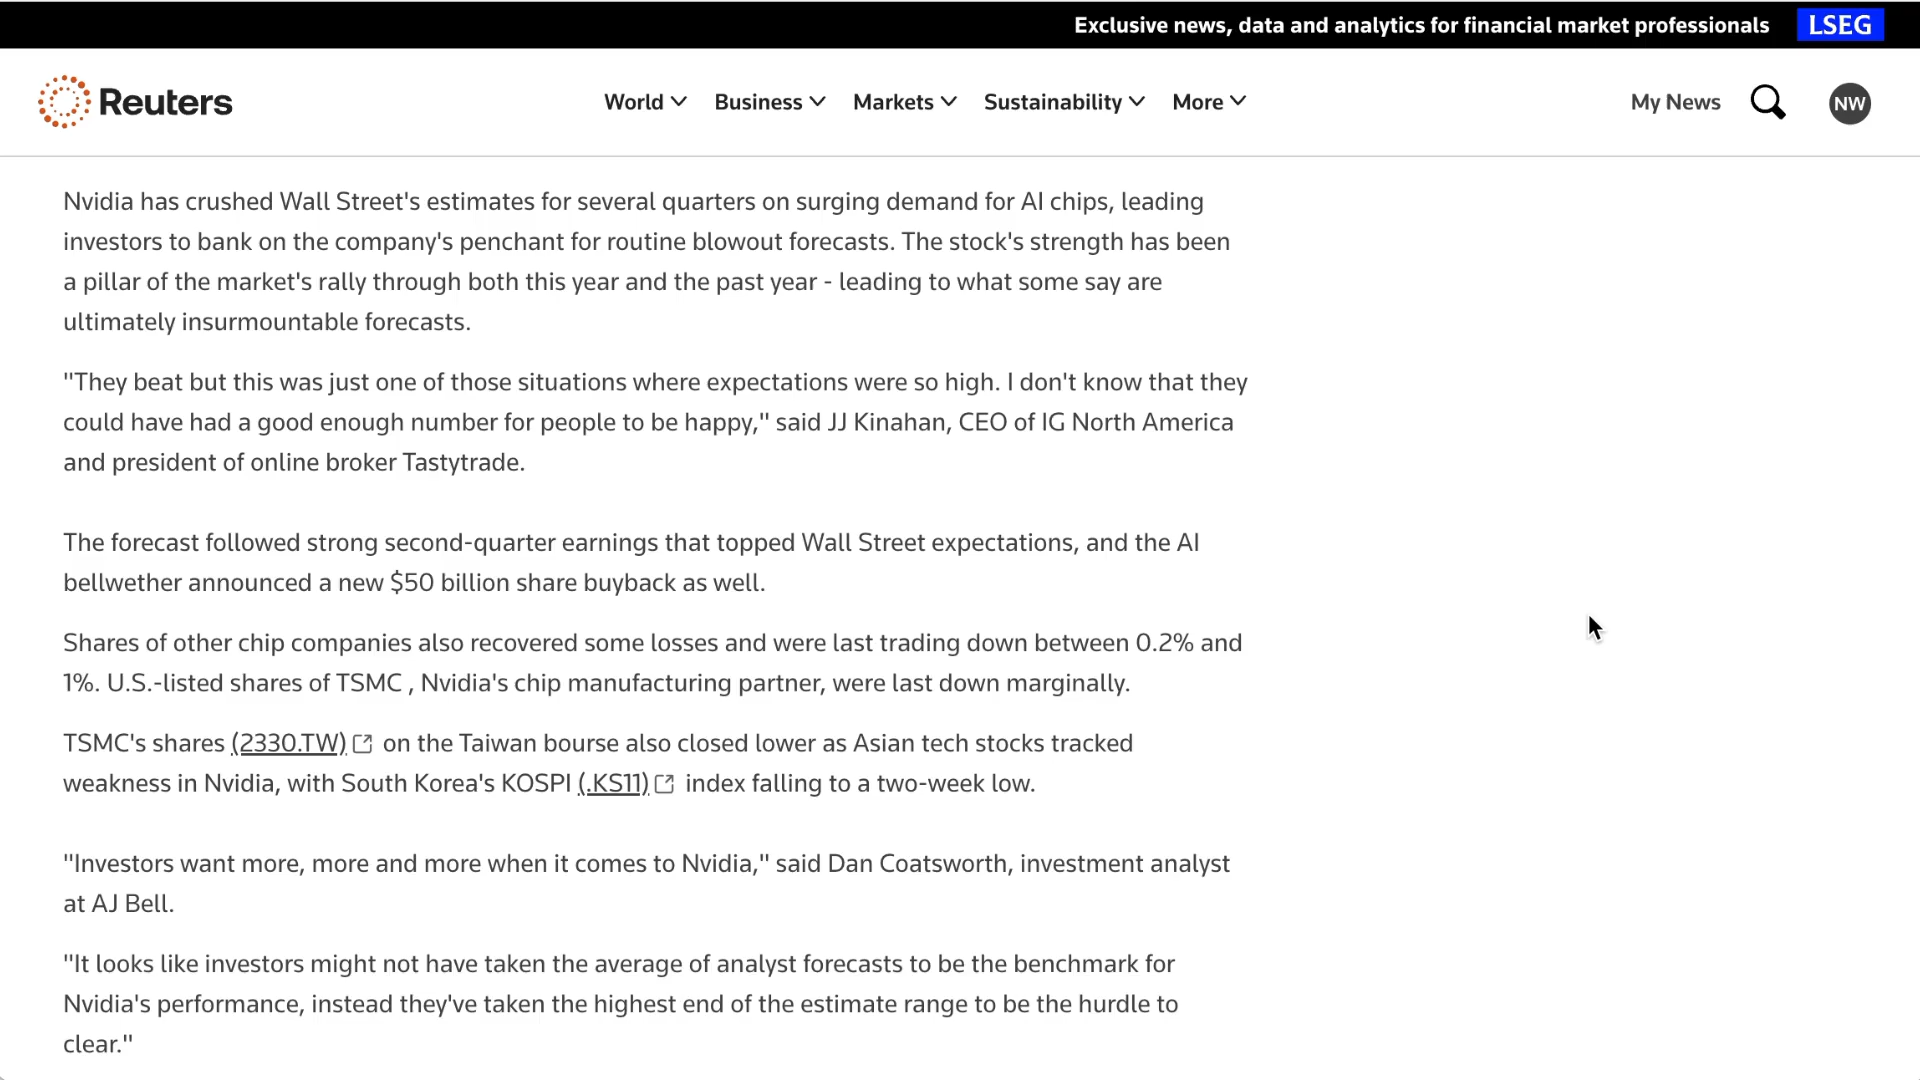 Exclusive news, data and analytics for financial market professionals LSEG
Reuters World Business Markets Sustainability More My News NW
Nvidia has crushed Wall Street's estimates for several quarters on surging demand for AI chips, leading
investors to bank on the company's penchant for routine blowout forecasts. The stock's strength has been
a pillar of the market's rally through both this year and the past year - leading to what some say are
ultimately insurmountable forecasts.
"They beat but this was just one of those situations where expectations were so high. I don't know that they
could have had a good enough number for people to be happy," said JJ Kinahan, CEO of IG North America
and president of online broker Tastytrade.
The forecast followed strong second-quarter earnings that topped Wall Street expectations, and the AI
bellwether announced a new $50 billion share buyback as well.
Shares of other chip companies also recovered some losses and were last trading down between 0.2% and
1%. U.S.-listed shares of TSMC , Nvidia's chip manufacturing partner, were last down marginally.
TSMC's shares (2330.TW) on the Taiwan bourse also closed lower as Asian tech stocks tracked
weakness in Nvidia, with South Korea's KOSPI (.KS11) index falling to a two-week low.
"Investors want more, more and more when it comes to Nvidia," said Dan Coatsworth, investment analyst
at AJ Bell.
"It looks like investors might not have taken the average of analyst forecasts to be the benchmark for
Nvidia's performance, instead they've taken the highest end of the estimate range to be the hurdle to
clear."